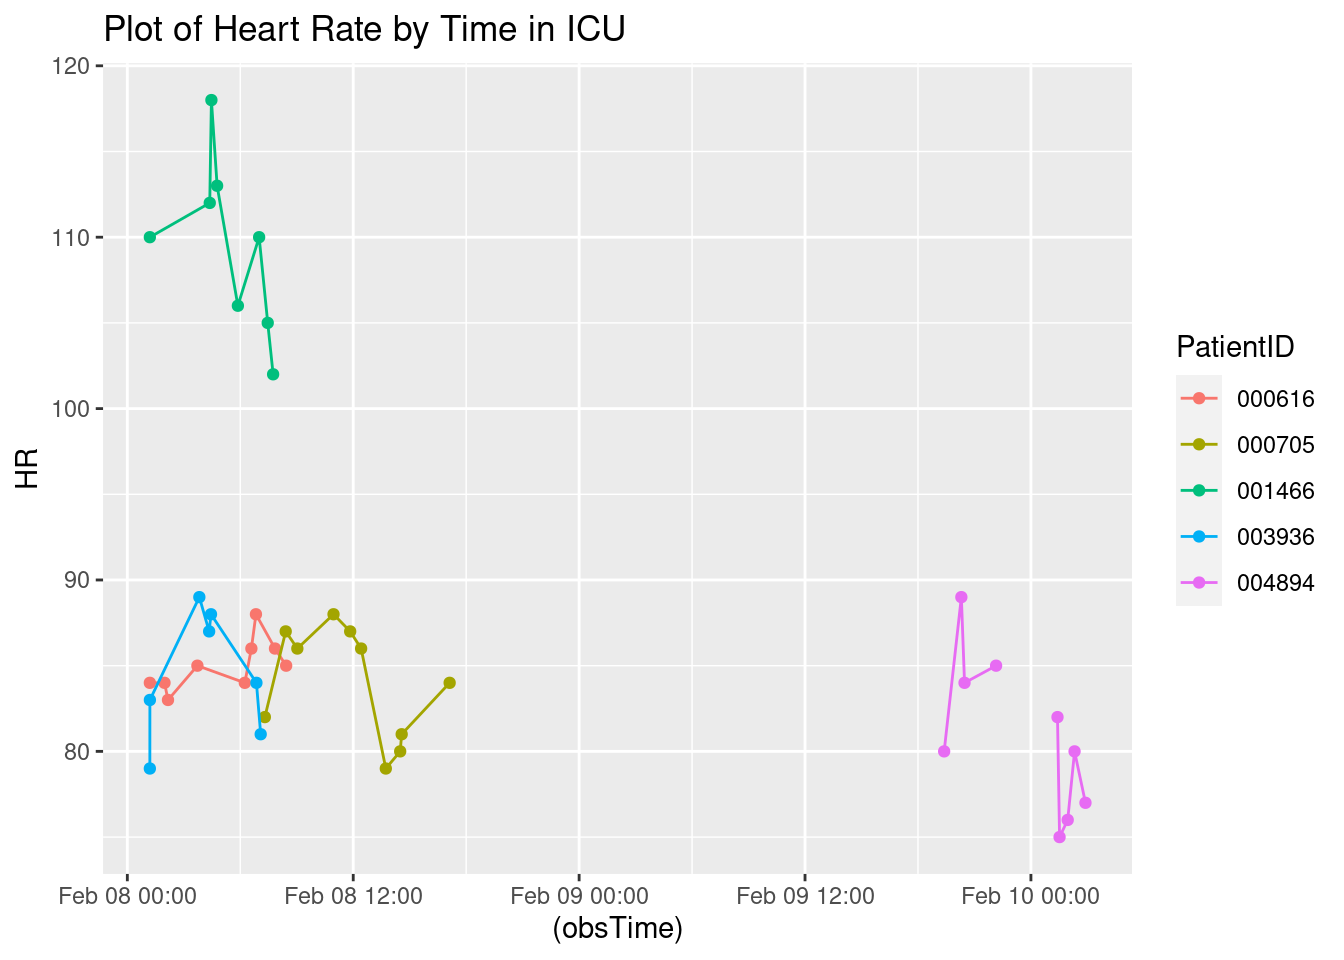 Plot of Heart Rate by Time in ICU
120
110
100
90
80
HR
Feb 08 00:00
Feb 08 12:00
Feb 09 00:00
Feb 09 12:00
Feb 10 00:00
(obsTime)
PatientID
000616
000705
001466
003936
004894